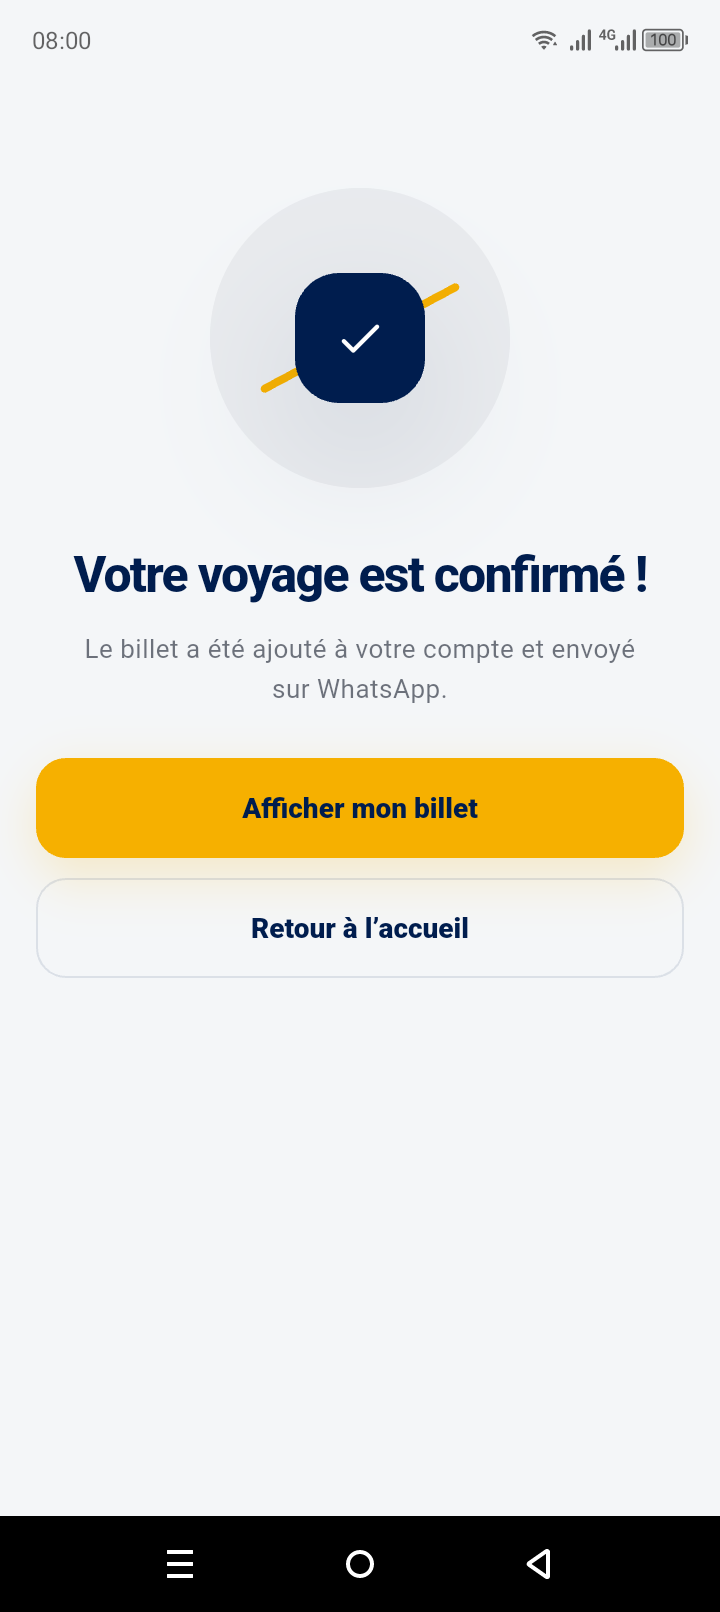 08:00
4G
100
Votre voyage est confirmé !
Le billet a été ajouté à votre compte et envoyé
sur WhatsApp.
Afficher mon billet
Retour à l’accueil